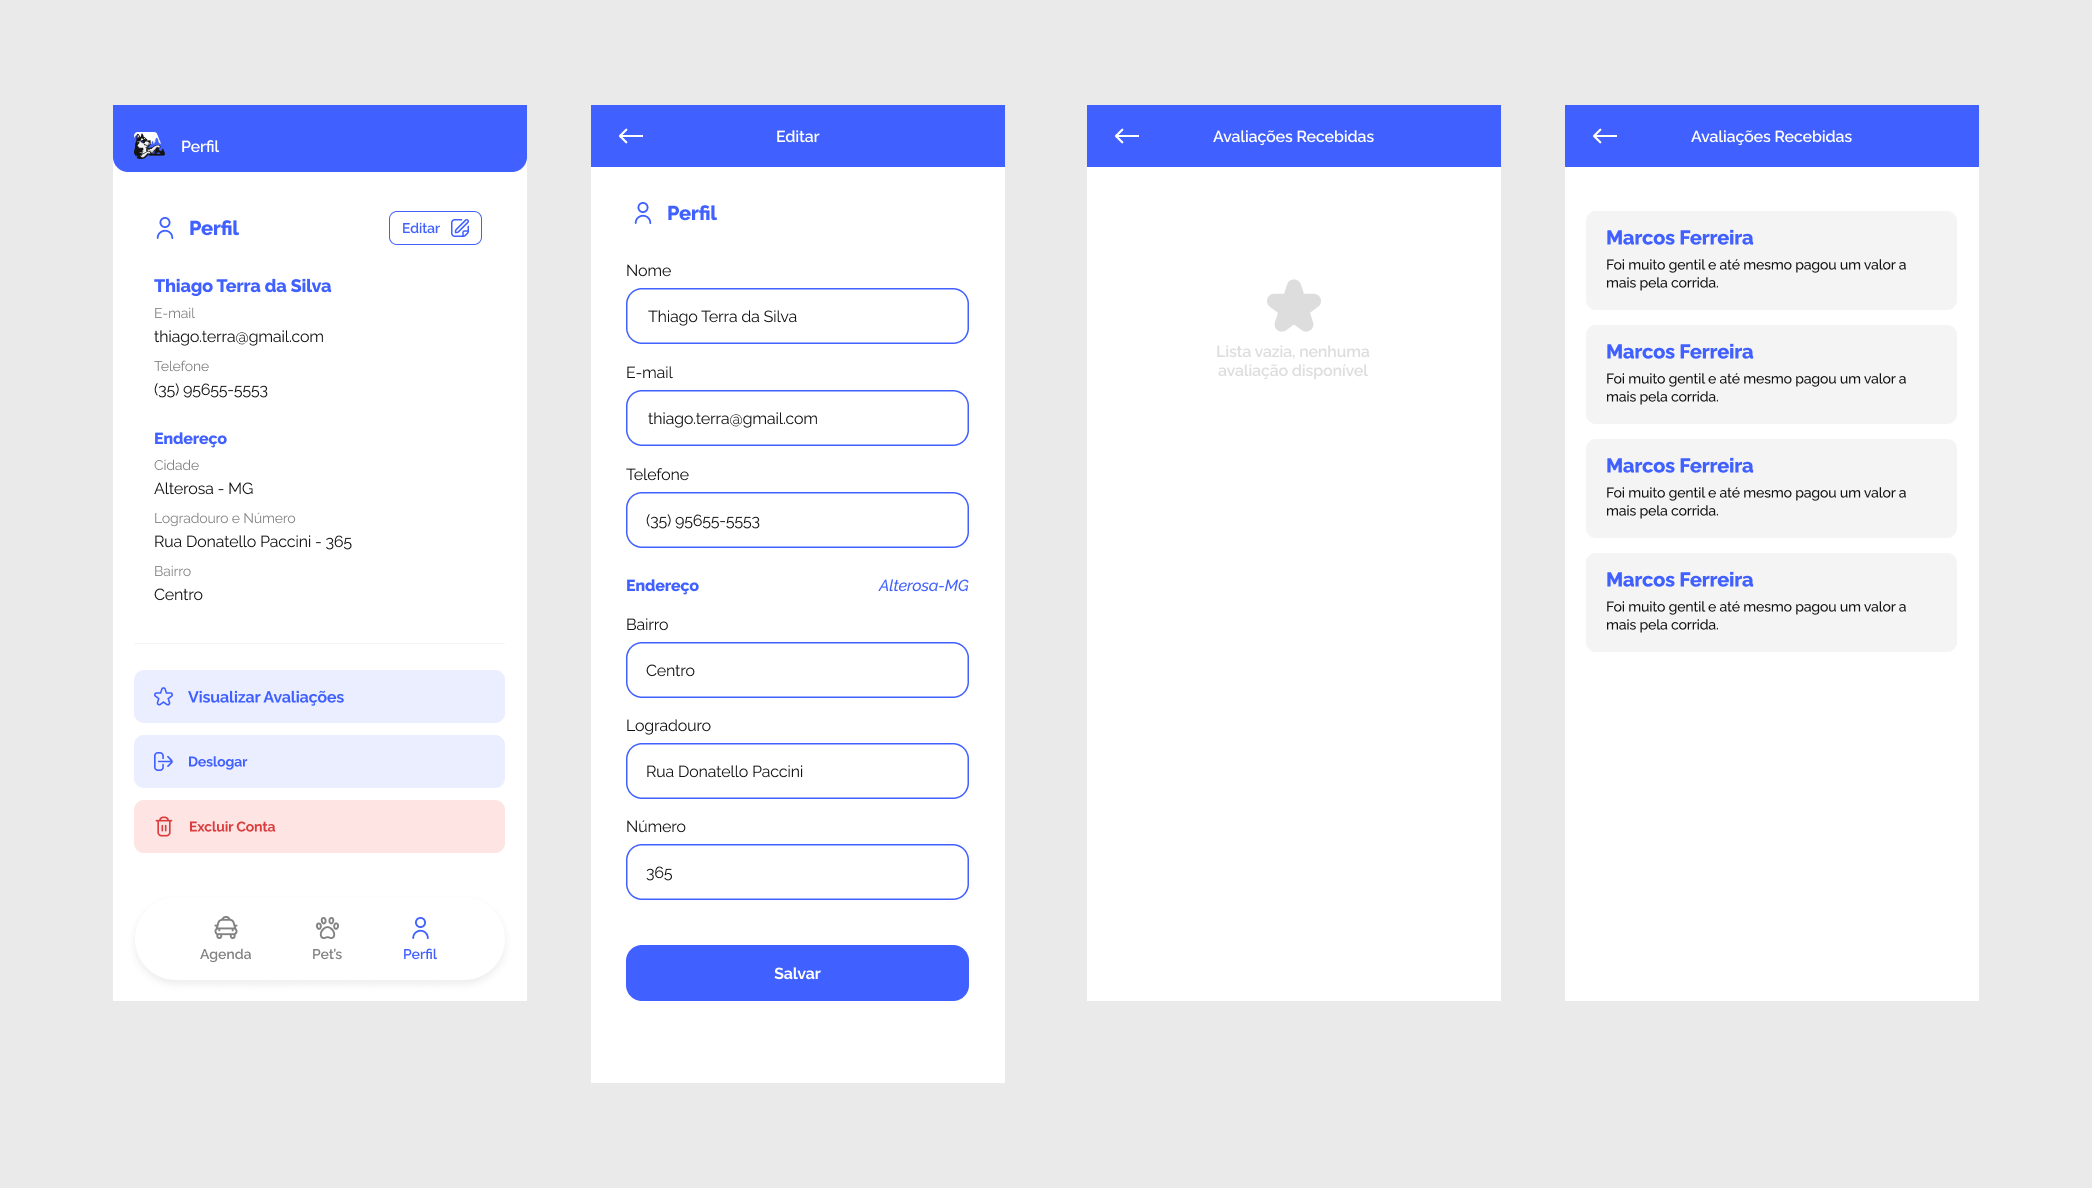 Perfil
Perfil
Editar
Thiago Terra da Silva
E-mail
thiago.terra@gmail.com
Telefone
(35) 95655-5553
Endereço
Cidade
Alterosa - MG
Logradouro e Número
Rua Donatello Paccini - 365
Bairro
Centro
Visualizar Avaliações
Deslogar
Excluir Conta
Agenda
Pet's
Perfil
Editar
Perfil
Nome
Thiago Terra da Silva
E-mail
thiago.terra@gmail.com
Telefone
(35) 95655-5553
Endereço
Alterosa-MG
Bairro
Centro
Logradouro
Rua Donatello Paccini
Número
365
Salvar
Avaliações Recebidas
Lista vazia, nenhuma
avaliação disponível
Avaliações Recebidas
Marcos Ferreira
Foi muito gentil e até mesmo pagou um valor a
mais pela corrida.
Marcos Ferreira
Foi muito gentil e até mesmo pagou um valor a
mais pela corrida.
Marcos Ferreira
Foi muito gentil e até mesmo pagou um valor a
mais pela corrida.
Marcos Ferreira
Foi muito gentil e até mesmo pagou um valor a
mais pela corrida.